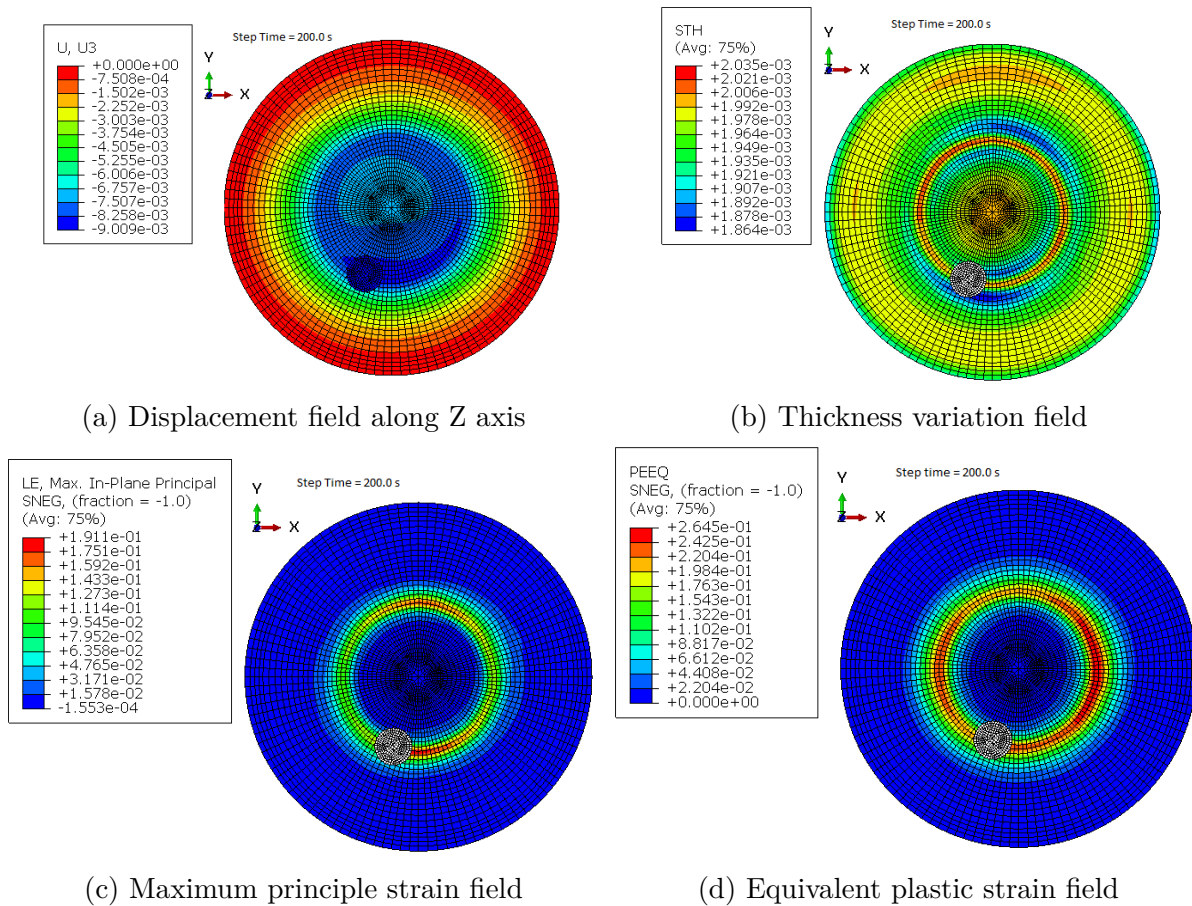 U, U3
+0.000e+00
-7.508e-04
-1.502e-03
-2.252e-03
-3.003e-03
-3.754e-03
-4.505e-03
-5.255e-03
-6.006e-03
-6.757e-03
-7.507e-03
-8.258e-03
-9.009e-03
Step Time = 200.0 s
Y
Z
X
(a) Displacement field along Z axis
STH
(Avg: 75%)
+2.035e-03
+2.021e-03
+2.006e-03
+1.992e-03
+1.978e-03
+1.964e-03
+1.949e-03
+1.935e-03
+1.921e-03
+1.907e-03
+1.892e-03
+1.878e-03
+1.864e-03
Step Time = 200.0 s
Y
Z
X
(b) Thickness variation field
LE, Max. In-Plane Principal
SNEG, (fraction = -1.0)
(Avg: 75%)
+1.911e-01
+1.751e-01
+1.592e-01
+1.433e-01
+1.273e-01
+1.114e-01
+9.545e-02
+7.952e-02
+6.358e-02
+4.765e-02
+3.171e-02
+1.578e-02
-1.553e-04
Step Time = 200.0 s
Y
Z
X
(c) Maximum principle strain field
PEEQ
SNEG, (fraction = -1.0)
(Avg: 75%)
+2.645e-01
+2.425e-01
+2.204e-01
+1.984e-01
+1.763e-01
+1.543e-01
+1.322e-01
+1.102e-01
+8.817e-02
+6.612e-02
+4.408e-02
+2.204e-02
+0.000e+00
Step Time = 200.0 s
Y
Z
X
(d) Equivalent plastic strain field